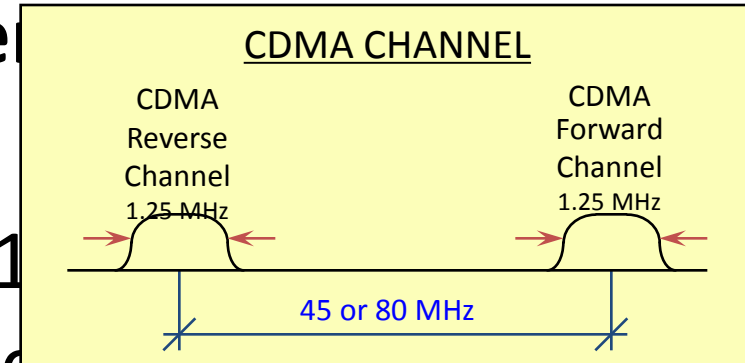 CDMA CHANNEL
CDMA
Reverse
Channel
1.25 MHz
CDMA
Forward
Channel
1.25 MHz
45 or 80 MHz